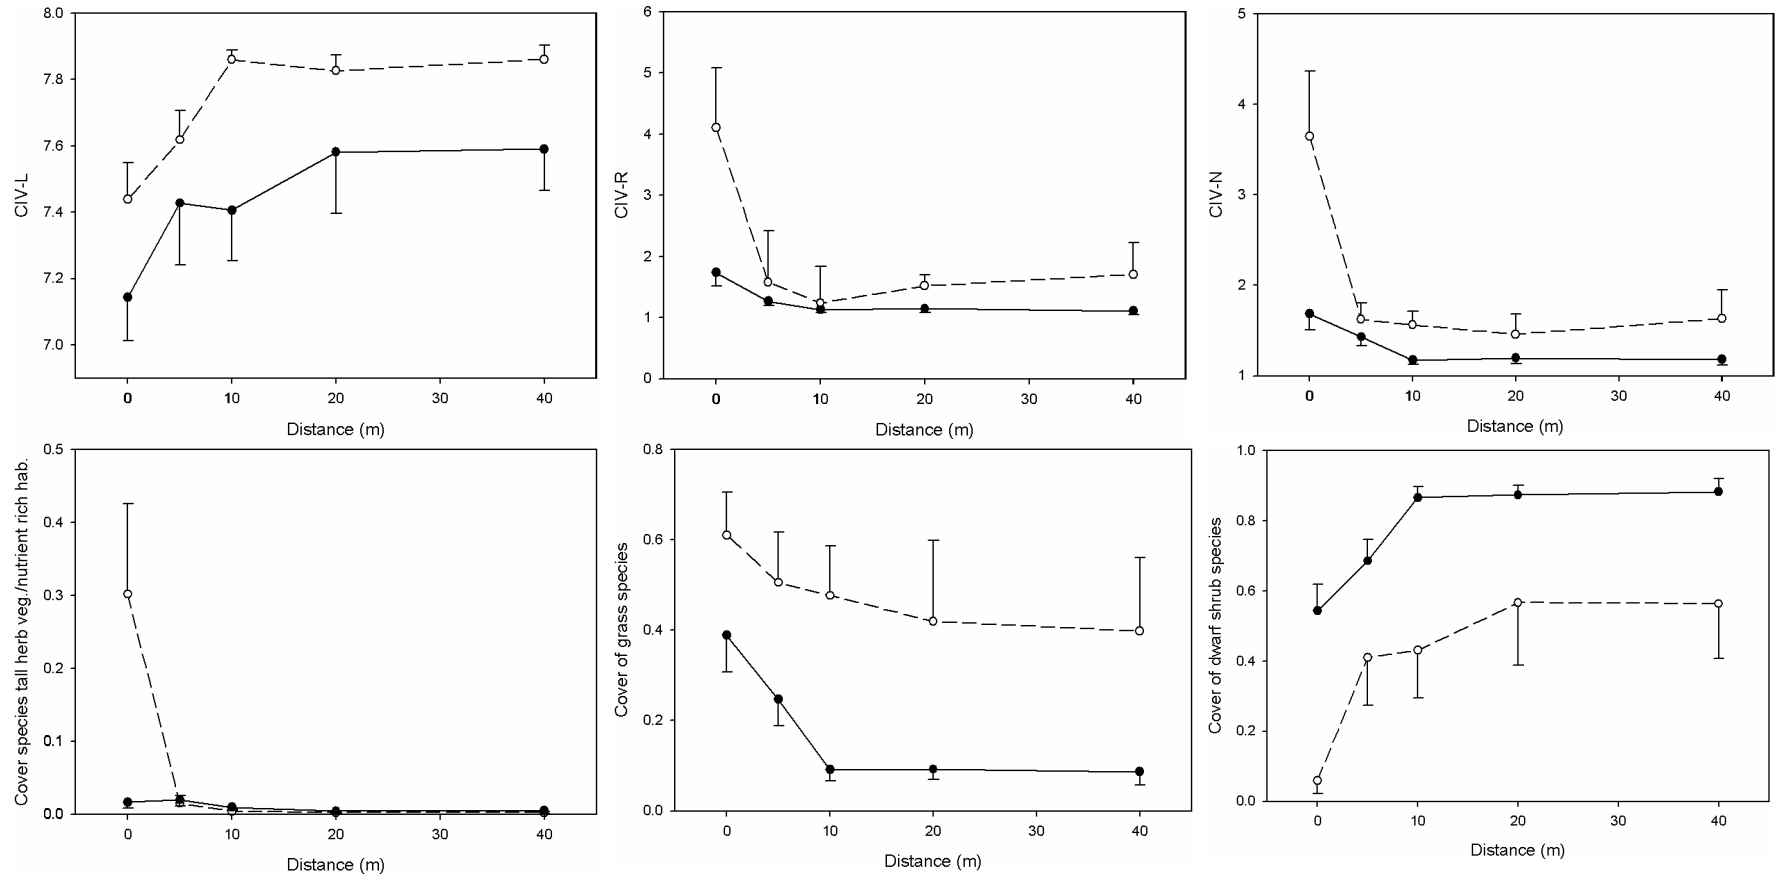 CIV-L
8.0
7.8
7.6
7.4
7.2
7.0
0 10 20 30 40
Distance (m)
CIV-R
6
5
4
3
2
1
0
0 10 20 30 40
Distance (m)
CIV-N
5
4
3
2
1
0 10 20 30 40
Distance (m)
Cover species tall herb veg./nutrient rich hab.
0.5
0.4
0.3
0.2
0.1
0.0
0 10 20 30 40
Distance (m)
Cover of grass species
0.8
0.6
0.4
0.2
0.0
0 10 20 30 40
Distance (m)
Cover of dwarf shrub species
1.0
0.8
0.6
0.4
0.2
0.0
0 10 20 30 40
Distance (m)